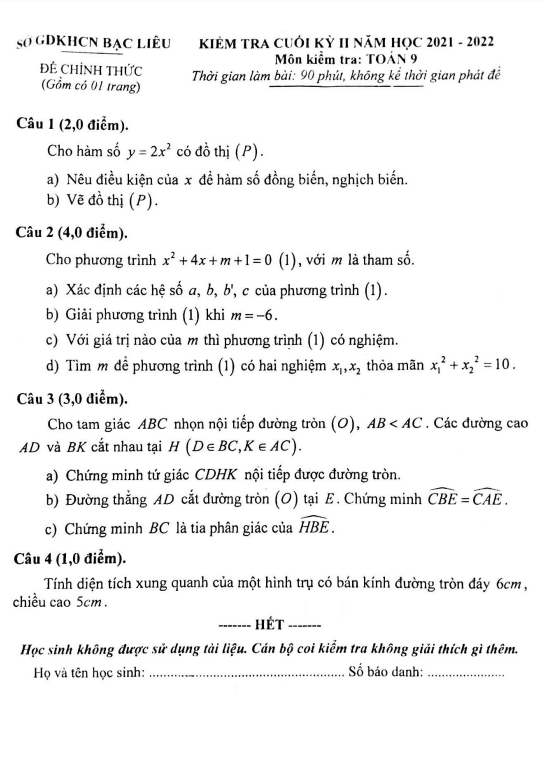 SỞ GDKHCN BẠC LIÊU
ĐỀ CHÍNH THỨC
(Gồm có 01 trang)
KIỂM TRA CUỐI KỲ II NĂM HỌC 2021 - 2022
Môn kiểm tra: TOÁN 9
Thời gian làm bài: 90 phút, không kể thời gian phát đề
Câu 1 (2,0 điểm).
Cho hàm số y = 2x² có đồ thị (P).
a) Nêu điều kiện của x để hàm số đồng biến, nghịch biến.
b) Vẽ đồ thị (P).
Câu 2 (4,0 điểm).
Cho phương trình x² + 4x + m + 1 = 0 (1), với m là tham số.
a) Xác định các hệ số a, b, b', c của phương trình (1).
b) Giải phương trình (1) khi m = −6.
c) Với giá trị nào của m thì phương trình (1) có nghiệm.
d) Tìm m để phương trình (1) có hai nghiệm x₁, x₂ thỏa mãn x₁² + x₂² = 10.
Câu 3 (3,0 điểm).
Cho tam giác ABC nhọn nội tiếp đường tròn (O), AB < AC. Các đường cao
AD và BK cắt nhau tại H (D ∈ BC, K ∈ AC).
a) Chứng minh tứ giác CDHK nội tiếp được đường tròn.
b) Đường thẳng AD cắt đường tròn (O) tại E. Chứng minh \widehat{CBE} = \widehat{CAE}.
c) Chứng minh BC là tia phân giác của \widehat{HBE}.
Câu 4 (1,0 điểm).
Tính diện tích xung quanh của một hình trụ có bán kính đường tròn đáy 6cm,
chiều cao 5cm.
------- HẾT -------
Học sinh không được sử dụng tài liệu. Cán bộ coi kiểm tra không giải thích gì thêm.
Họ và tên học sinh: ........................................ Số báo danh: ........................